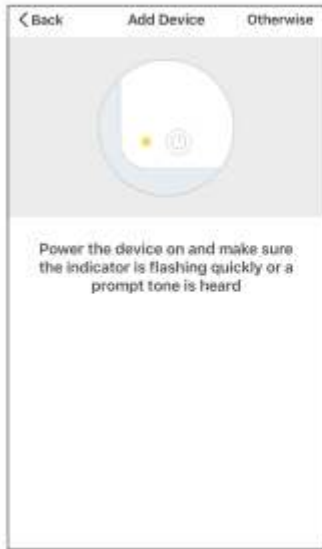 Back Add Device Otherwise
Power the device on and make sure
the indicator is flashing quickly or a
prompt tone is heard